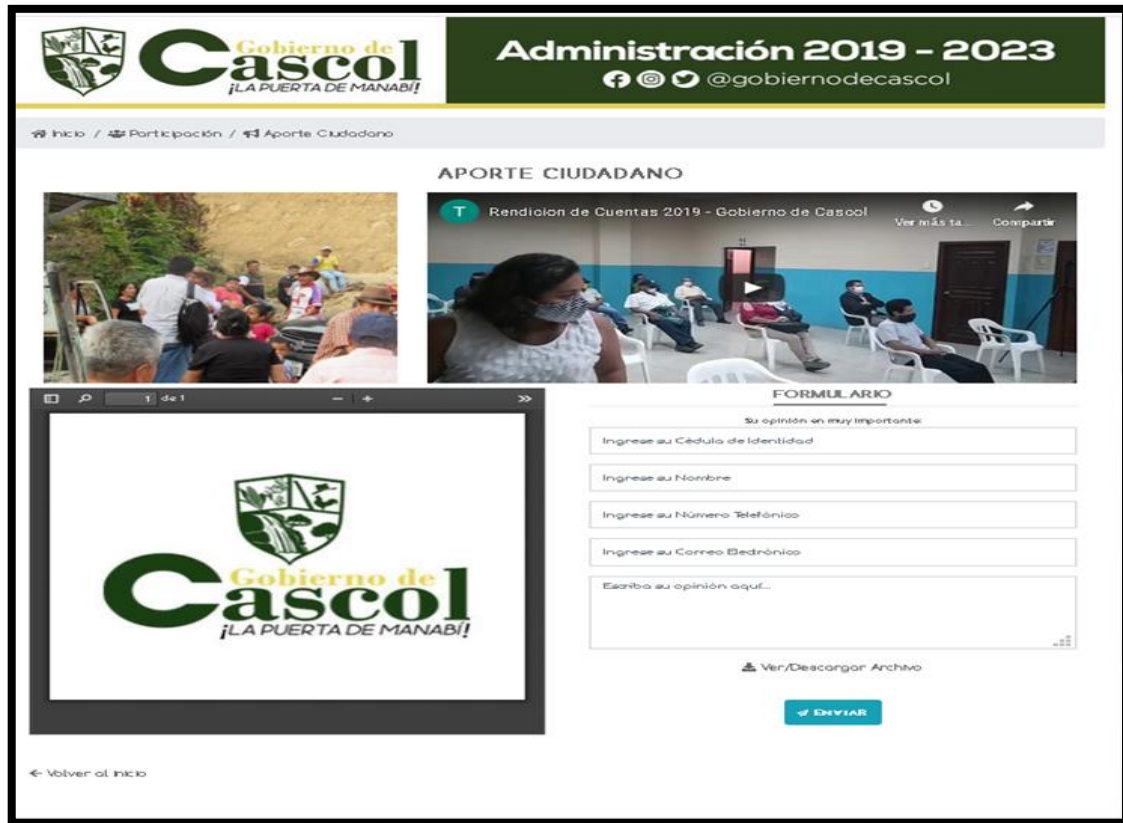 Gobierno de
Cascol
¡LA PUERTA DE MANABÍ!
Administración 2019 - 2023
@gobiernodecascol
Inicio / Participación / Aporte Ciudadano
APORTE CIUDADANO
T Rendicion de Cuentas 2019 - Gobierno de Cascol
Ver más ta...
Compartir
1 de 1
Gobierno de
Cascol
¡LA PUERTA DE MANABÍ!
FORMULARIO
Su opinión en muy importante
Ingrese su Cédula de Identidad
Ingrese su Nombre
Ingrese su Número Telefónico
Ingrese su Correo Electrónico
Escriba su opinión aquí...
Ver/Descargar Archivo
ENVIAR
Volver al Inicio